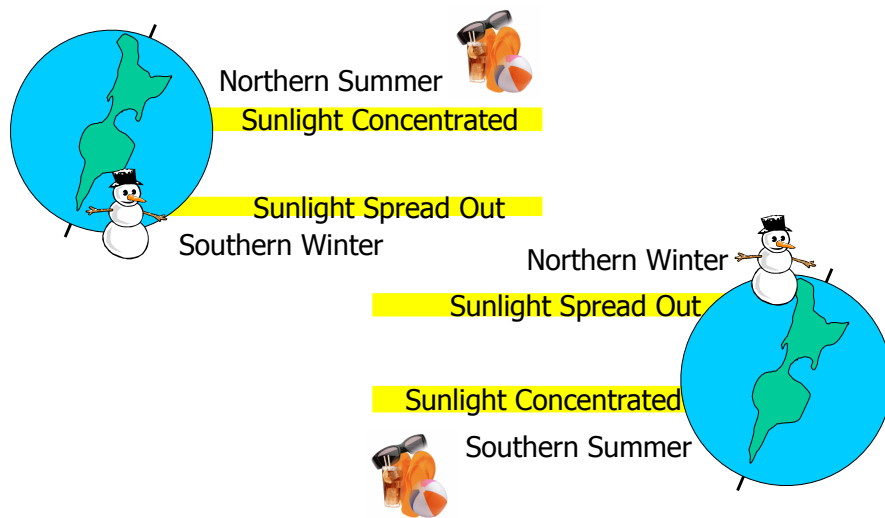 Northern Summer
Sunlight Concentrated
Sunlight Spread Out
Southern Winter
Northern Winter
Sunlight Spread Out
Sunlight Concentrated
Southern Summer